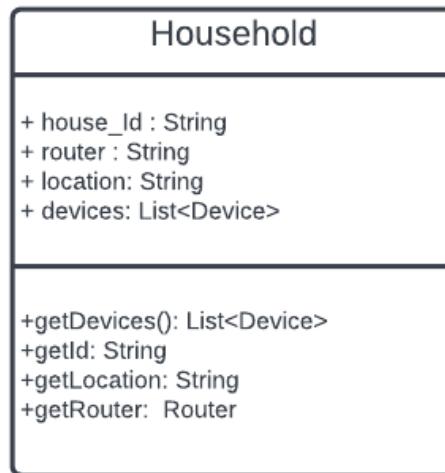 Household
+ house_Id : String
+ router : String
+ location: String
+ devices: List<Device>
+getDevices(): List<Device>
+getId: String
+getLocation: String
+getRouter:  Router